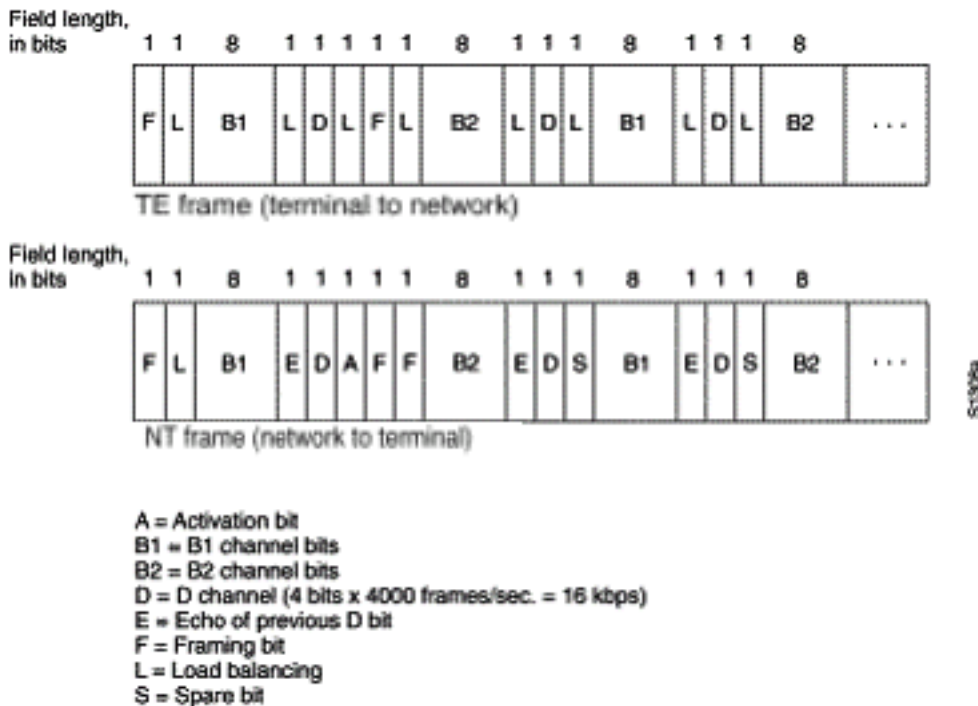 Field length,
in bits 1 1 8 1 1 1 1 1 8 1 1 1 8 1 1 1 8
F L B1 L D L F L B2 L D L B1 L D L B2 ...
TE frame (terminal to network)
Field length,
in bits 1 1 8 1 1 1 1 1 8 1 1 1 8 1 1 1 8
F L B1 E D A F F B2 E D S B1 E D S B2 ...
NT frame (network to terminal)
A = Activation bit
B1 = B1 channel bits
B2 = B2 channel bits
D = D channel (4 bits x 4000 frames/sec. = 16 kbps)
E = Echo of previous D bit
F = Framing bit
L = Load balancing
S = Spare bit